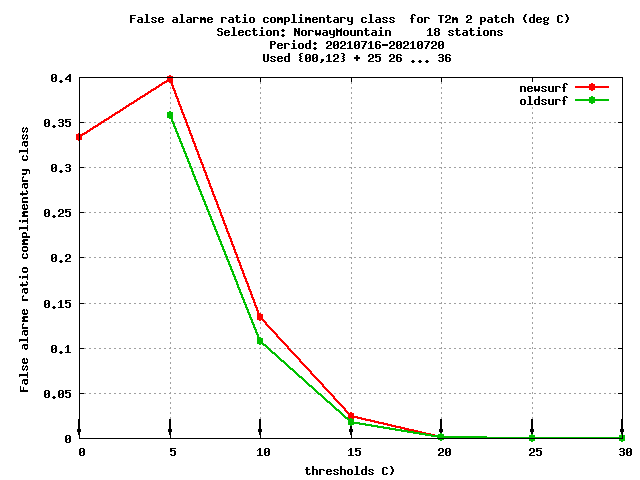 False alarme ratio complimentary class  for T2m 2 patch (deg C)
Selection: NorwayMountain     18 stations
Period: 20210716-20210720
Used {00,12} + 25 26 ... 36
newsurf
oldsurf
False alarme ratio complimentary class
0.4
0.35
0.3
0.25
0.2
0.15
0.1
0.05
0
0 5 10 15 20 25 30
thresholds C)